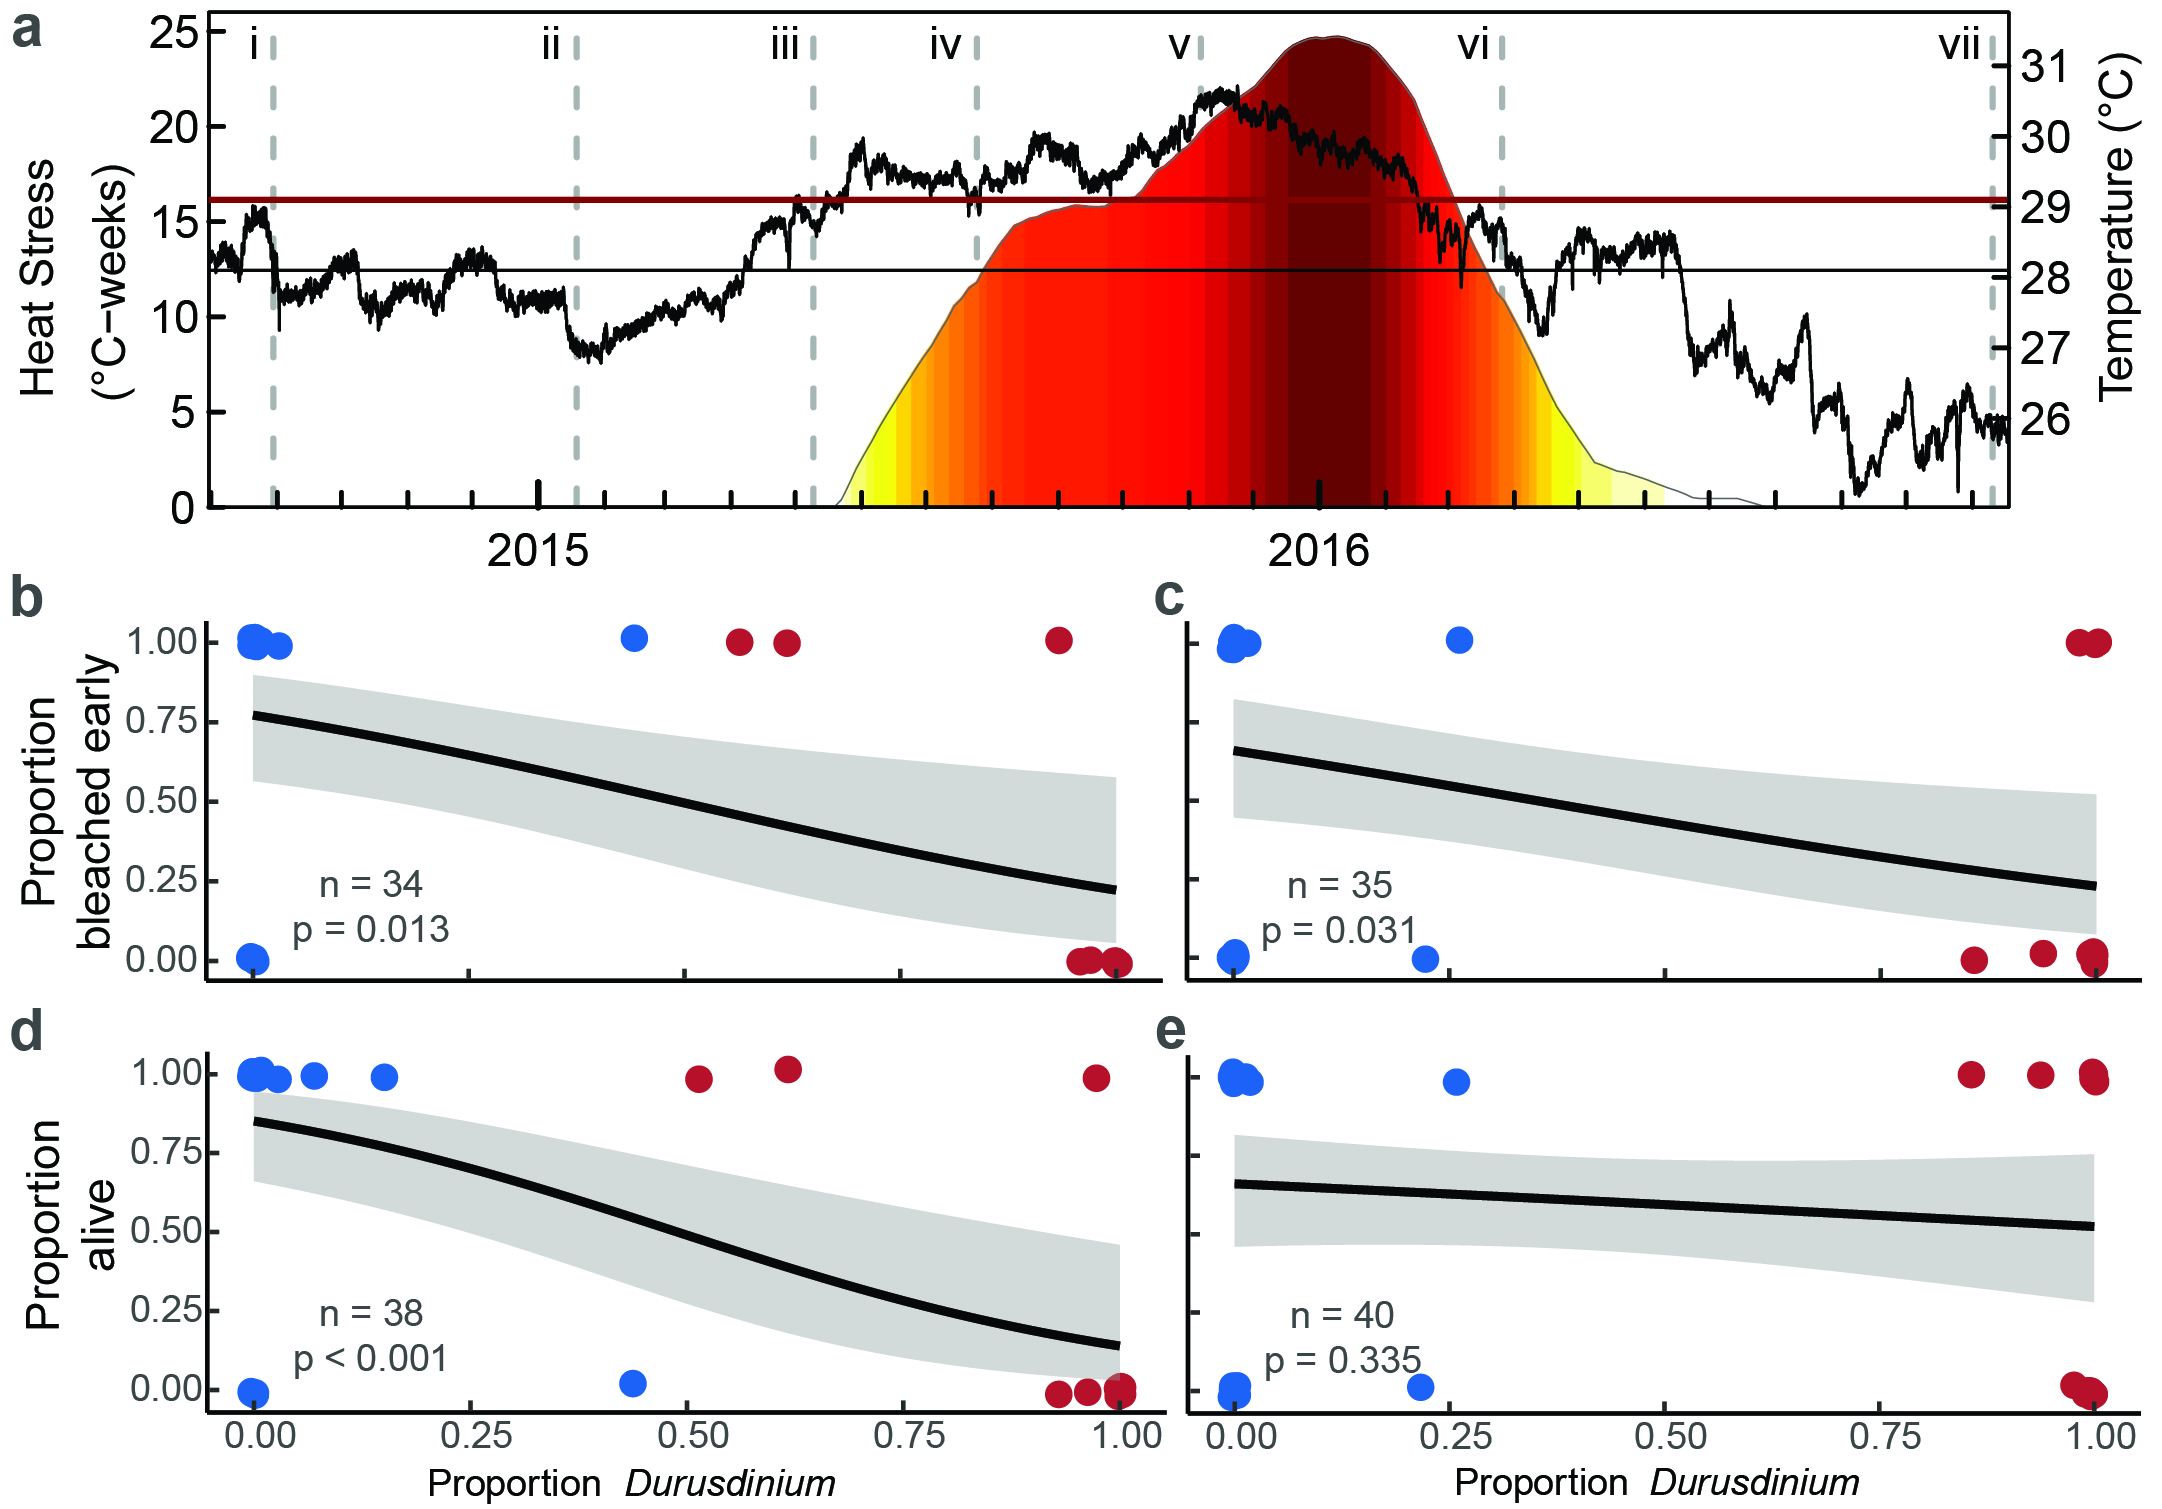 a
i ii iii iv v vi vii
25
20
15
10
5
0
Heat Stress
(°C−weeks)
31
30
29
28
27
26
Temperature (°C)
2015 2016
b
Proportion
bleached early
1.00
0.75
0.50
0.25
0.00
n = 34
p = 0.013
c
n = 35
p = 0.031
d
Proportion
alive
1.00
0.75
0.50
0.25
0.00
n = 38
p < 0.001
0.00 0.25 0.50 0.75 1.00
Proportion Durusdinium
e
n = 40
p = 0.335
0.00 0.25 0.50 0.75 1.00
Proportion Durusdinium